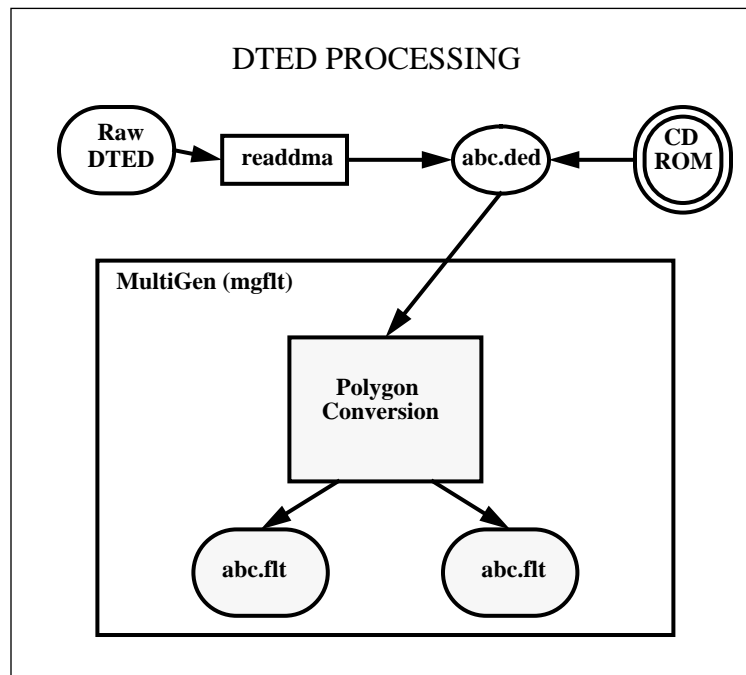 DTED PROCESSING
Raw
DTED
readdma
abc.ded
CD
ROM
MultiGen (mgflt)
Polygon
Conversion
abc.flt
abc.flt